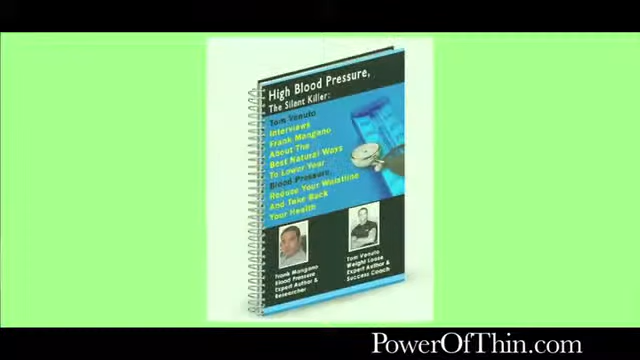 High Blood Pressure,
The Silent Killer:
Tom Venuto
Interviews
Frank Mangano
About The
Best Natural Ways
To Lower Your
Blood Pressure,
Reduce Your Waistline
And Take Back
Your Health
Frank Mangano
Blood Pressure
Expert Author &
Researcher
Tom Venuto
Weight Loss
Expert Author &
Success Coach
PowerOfThin.com